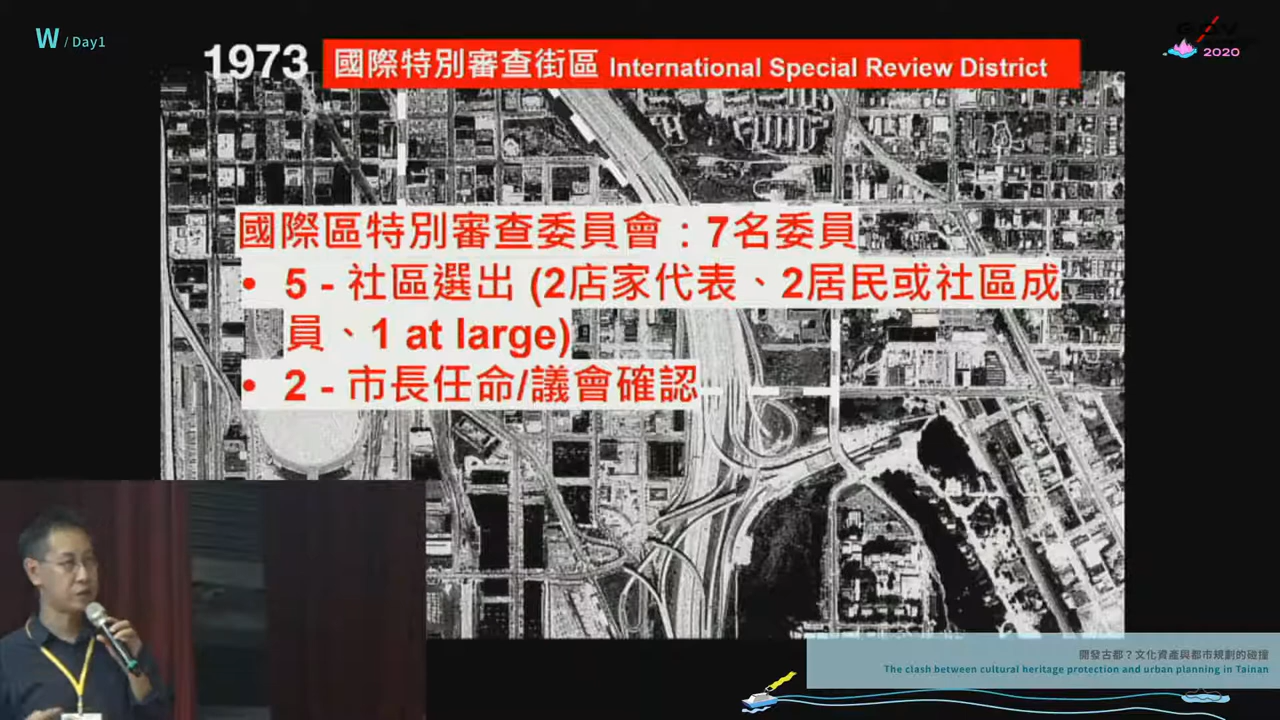 W / Day1
g0v
2020
1973 國際特別審查街區 International Special Review District
國際區特別審查委員會：7名委員
• 5 - 社區選出 (2店家代表、2居民或社區成
員、1 at large)
• 2 - 市長任命/議會確認
開發古都？文化資產與都市規劃的碰撞
The clash between cultural heritage protection and urban planning in Tainan